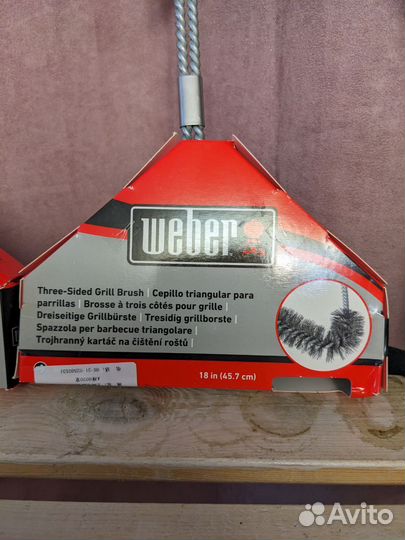 weber
Three-Sided Grill Brush | Cepillo triangular para
parrillas | Brosse à trois côtés pour grille |
Dreiseitige Grillbürste | Tresidig grillborste |
Spazzola per barbecue triangolare |
Trojhranný kartáč na čištění roštů |
18 in (45.7 cm)
Avito